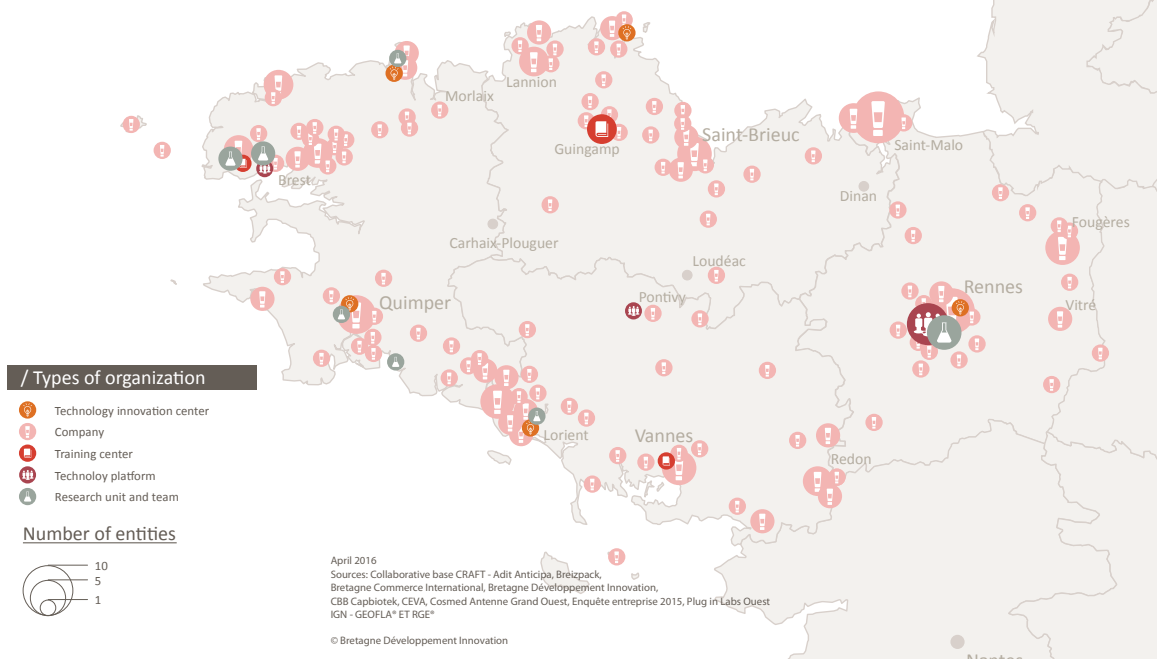 Lannion
Morlaix
Saint-Brieuc
Guingamp
Saint-Malo
Brest
Dinan
Fougères
Carhaix-Plouguer
Loudéac
Rennes
Quimper
Pontivy
Vitré
/ Types of organization
Technology innovation center
Company
Training center
Technoloy platform
Research unit and team
Lorient
Vannes
Redon
Number of entities
10
5
1
April 2016
Sources: Collaborative base CRAFT - Adit Anticipa, Breizpack,
Bretagne Commerce International, Bretagne Dévelopement Innovation,
CBB Capbiotek, CEVA, Cosmed Antenne Grand Ouest, Enquête entreprise 2015, Plug in Labs Ouest
IGN - GEOFLA® ET RGE®
© Bretagne Développement Innovation